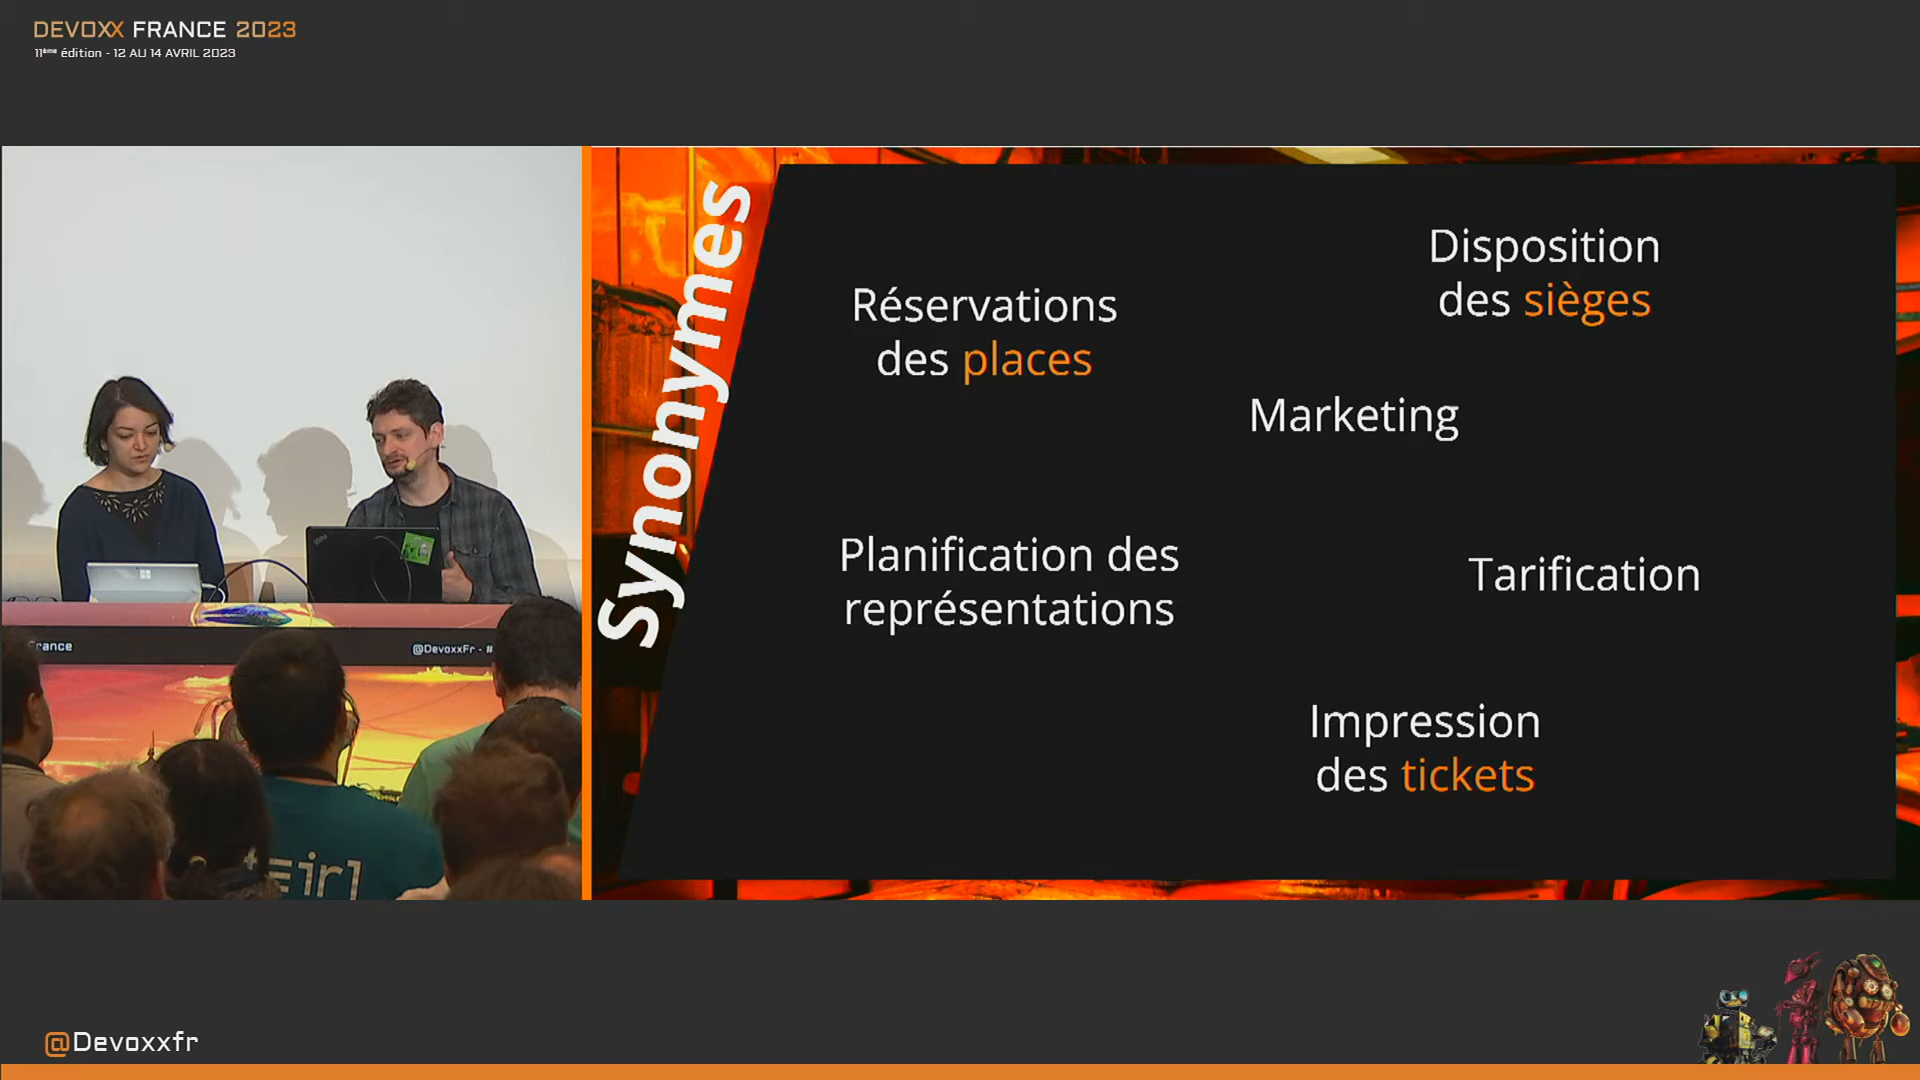 DEVOXX FRANCE 2023
11ème édition - 12 AU 14 AVRIL 2023
Synonymes
Disposition
des sièges
Réservations
des places
Marketing
Planification des
représentations
Tarification
Impression
des tickets
France
@DevoxxFr - #
@Devoxxfr